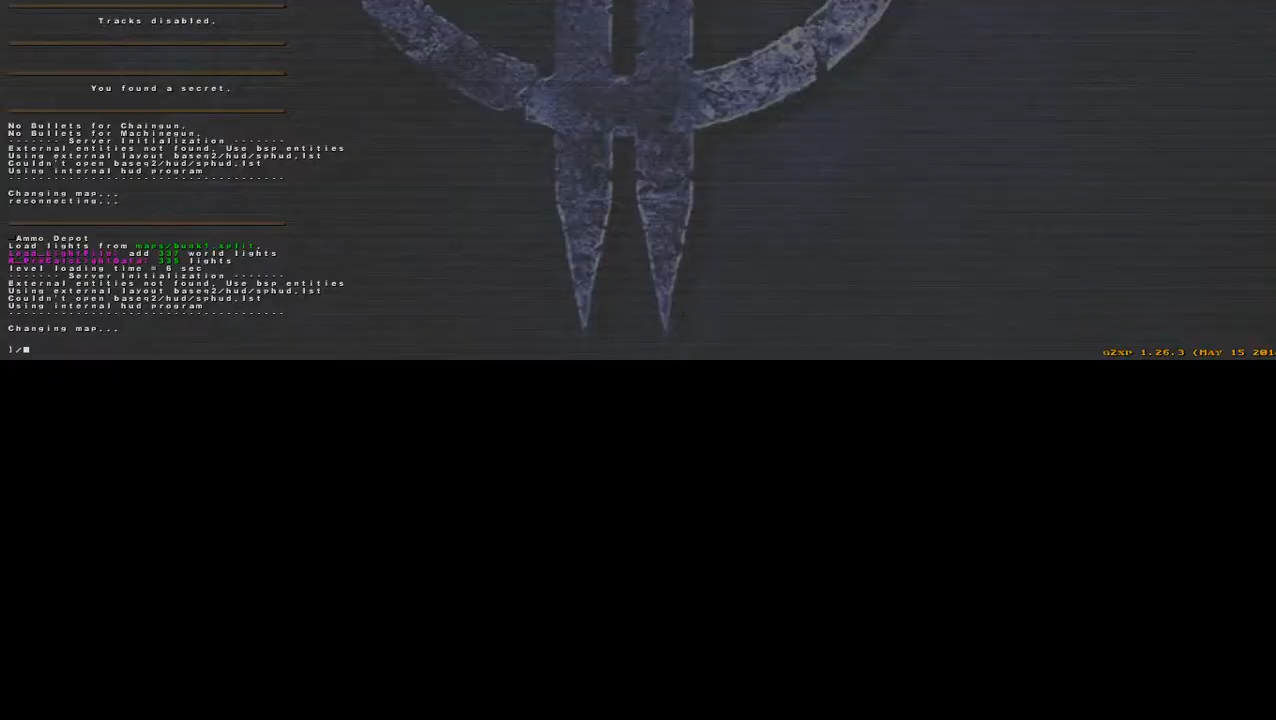 Tracks disabled.
You found a secret.
No Bullets for Chaingun.
No Bullets for Machinegun.
------- Server Initialization -------
External entities not found. Use bsp entities
Using external layout baseq2/hud/sphud.lst
Couldn't open baseq2/hud/sphud.lst
Using internal hud program
-------------------------------------
Changing map...
reconnecting...
Ammo Depot
Load lights from maps/bunk1.split.
Load_LightFile: add 337 world lights
R_PreCalcLightData: 335 lights
level loading time = 6 sec
------- Server Initialization -------
External entities not found. Use bsp entities
Using external layout baseq2/hud/sphud.lst
Couldn't open baseq2/hud/sphud.lst
Using internal hud program
-------------------------------------
Changing map...
]/
q2xp 1.26.3 (May 15 201